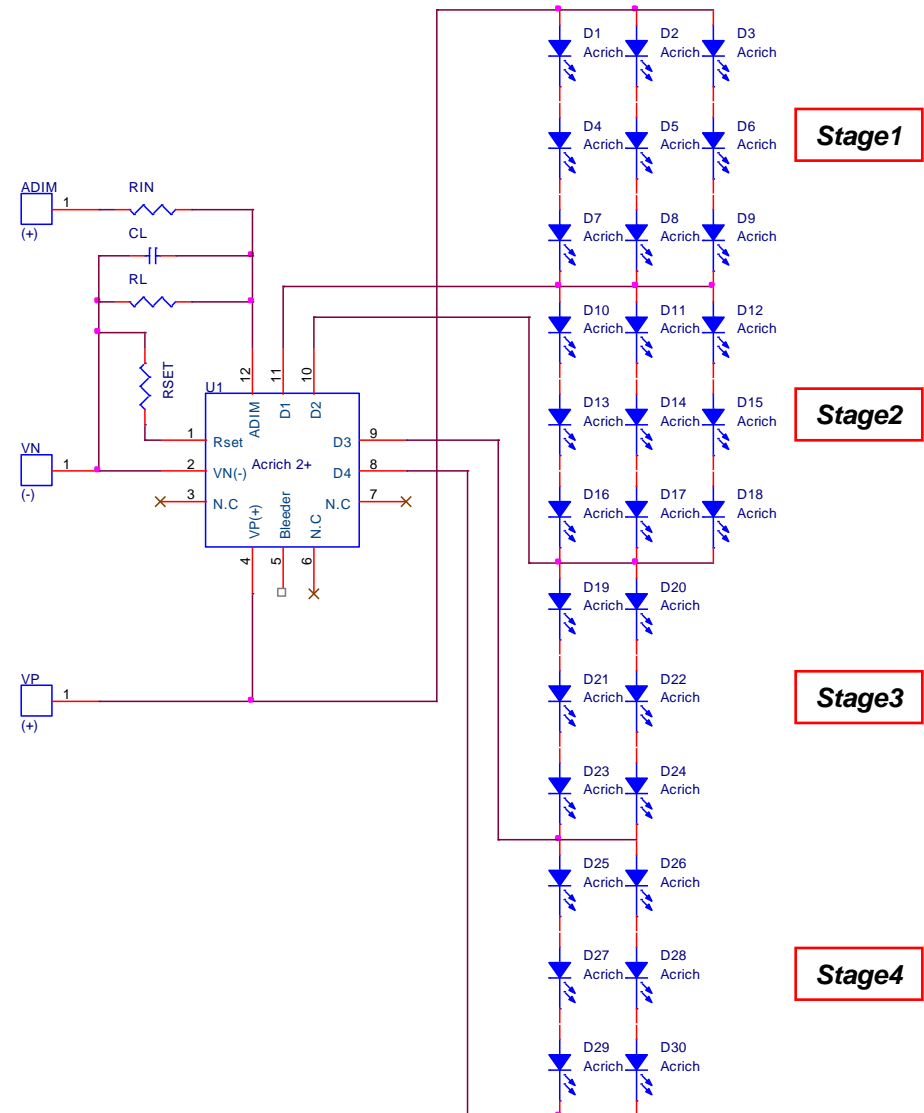 D1 D2 D3
Acrich Acrich Acrich
D4 D5 D6
Acrich Acrich Acrich
Stage1
ADIM 1 RIN
(+)
CL
D7 D8 D9
Acrich Acrich Acrich
RL
D10 D11 D12
Acrich Acrich Acrich
12 11 10
RSET
U1
ADIM D1 D2
D13 D14 D15
Acrich Acrich Acrich
Stage2
1 Rset D3 9
VN 1
(-)
2 VN(-) Acrich 2+ D4 8
3 N.C N.C 7
VP(+) Bleeder N.C
4 5 6
D16 D17 D18
Acrich Acrich Acrich
D19 D20
Acrich Acrich
VP 1
(+)
D21 D22
Acrich Acrich
Stage3
D23 D24
Acrich Acrich
D25 D26
Acrich Acrich
D27 D28
Acrich Acrich
Stage4
D29 D30
Acrich Acrich